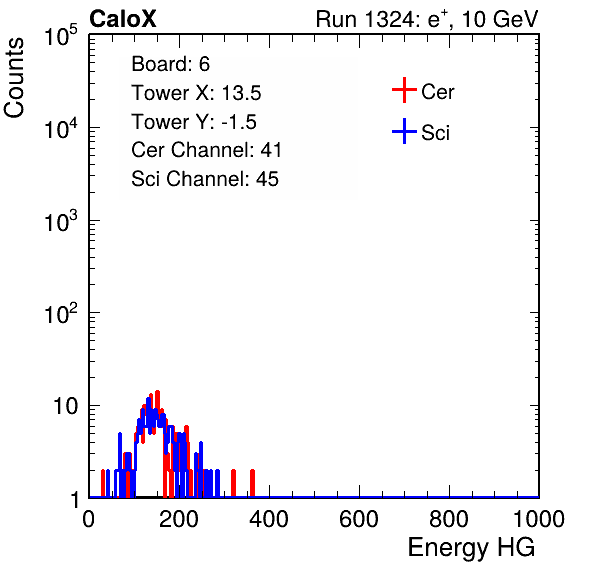 CaloX Run 1324: e⁺, 10 GeV
Counts
Board: 6
Tower X: 13.5
Tower Y: -1.5
Cer Channel: 41
Sci Channel: 45
Cer
Sci
10⁵
10⁴
10³
10²
10
1
0 200 400 600 800 1000
Energy HG